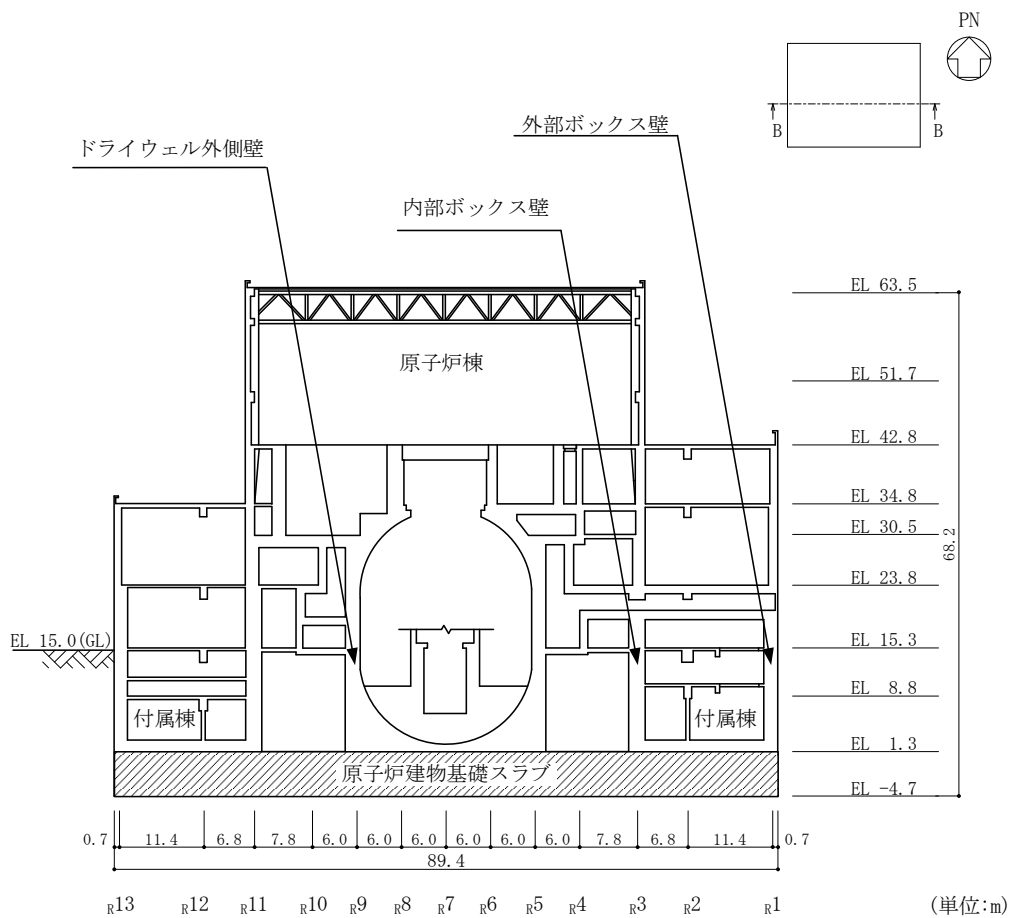 PN
B
B
外部ボックス壁
ドライウェル外側壁
内部ボックス壁
EL 63.5
原子炉棟
EL 51.7
EL 42.8
EL 34.8
EL 30.5
68.2
EL 23.8
EL 15.0(GL)
EL 15.3
EL 8.8
付属棟
付属棟
EL 1.3
原子炉建物基礎スラブ
EL -4.7
0.7 11.4 6.8 7.8 6.0 6.0 6.0 6.0 6.0 6.0 7.8 6.8 11.4 0.7
89.4
R13 R12 R11 R10 R9 R8 R7 R6 R5 R4 R3 R2 R1
(単位:m)